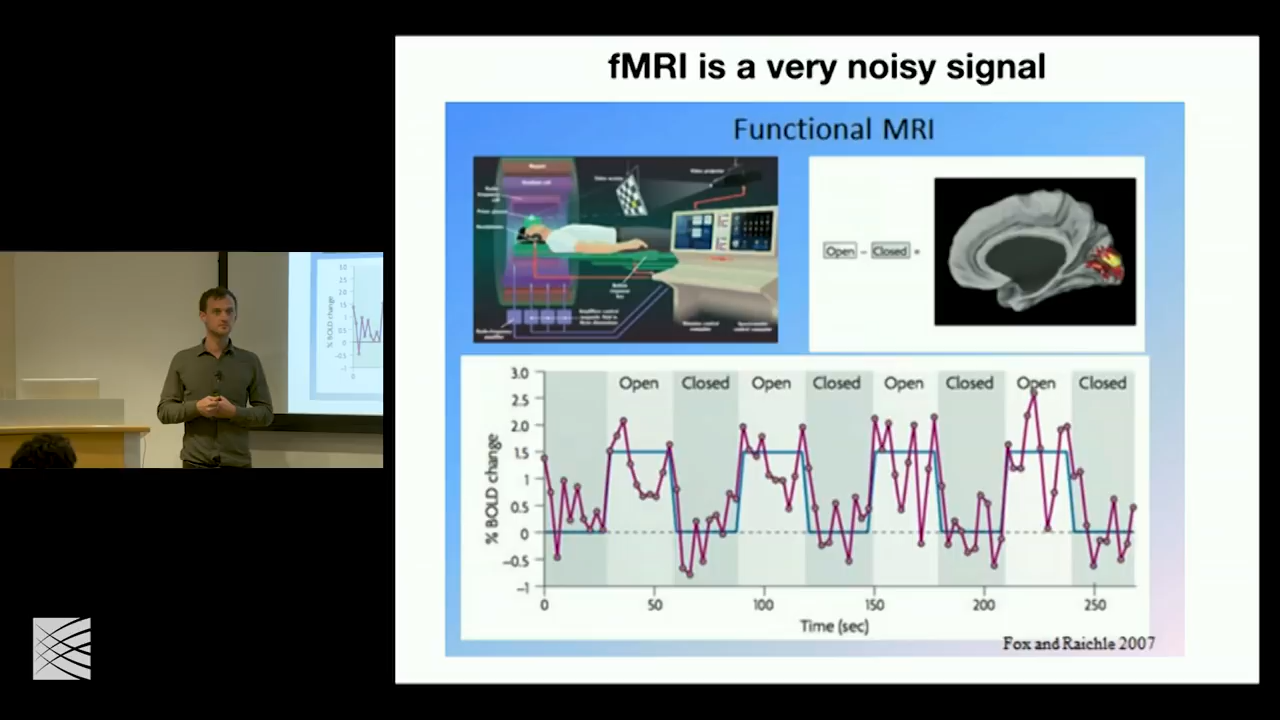 fMRI is a very noisy signal
Functional MRI
Open – Closed =
3.0
2.5
2.0
1.5
1
0.5
0
−0.5
−1
% BOLD change
Open Closed Open Closed Open Closed Open Closed
0 50 100 150 200 250
Time (sec)
Fox and Raichle 2007
% BOLD change